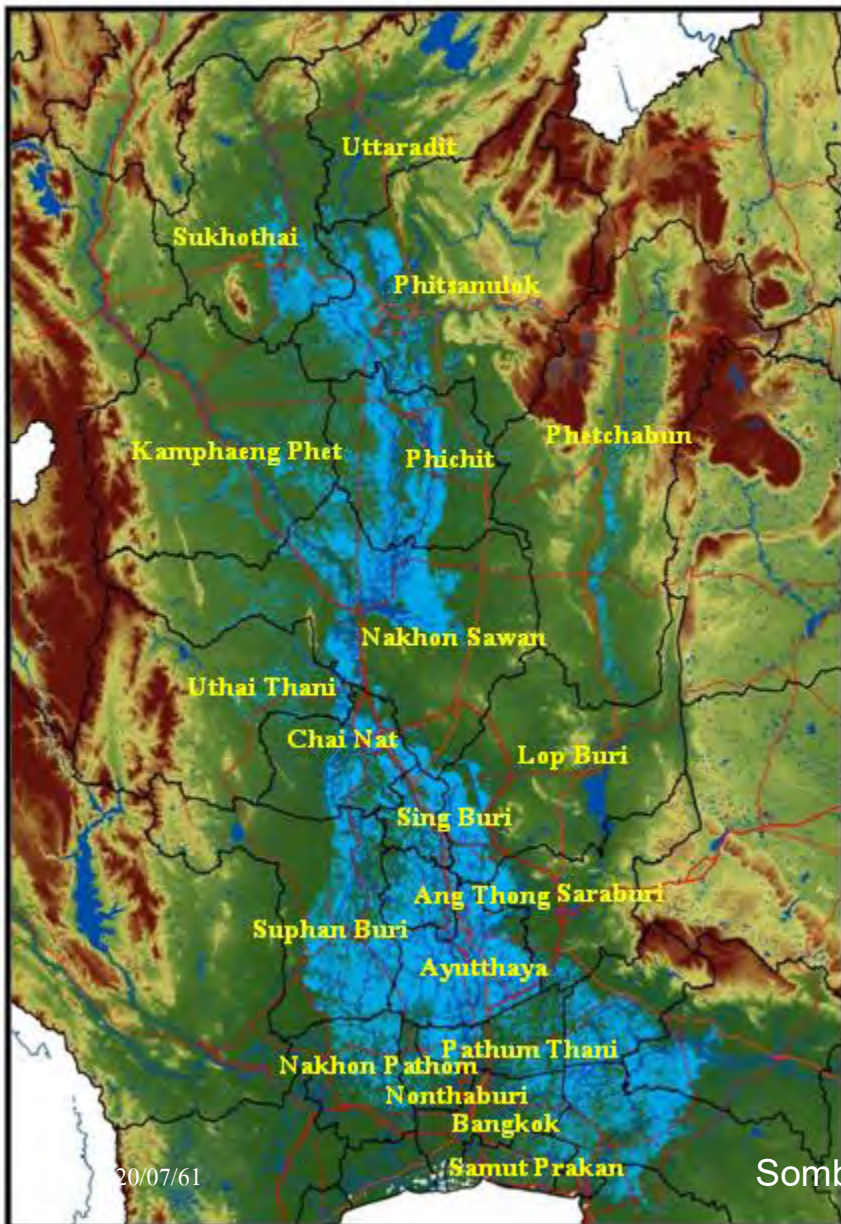 Uttaradit
Sukhothai
Phitsanulok
Phetchabun
Kamphaeng Phet
Phichit
Nakhon Sawan
Uthai Thani
Chai Nat
Lop Buri
Sing Buri
Ang Thong
Saraburi
Suphan Buri
Ayutthaya
Pathum Thani
Nakhon Pathom
Nonthaburi
Bangkok
Samut Prakan
20/07/61
Somb